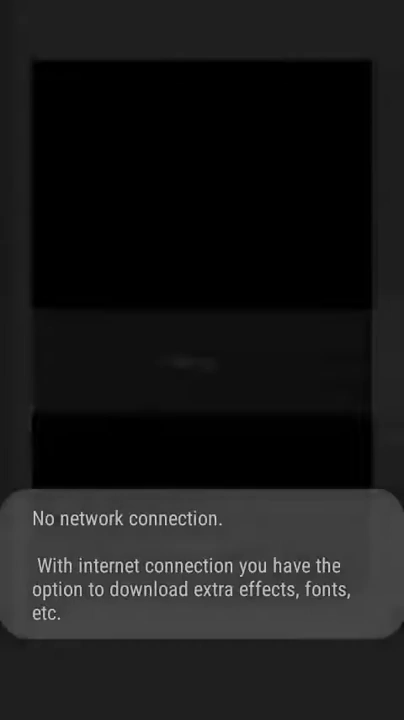 No network connection.
With internet connection you have the
option to download extra effects, fonts,
etc.